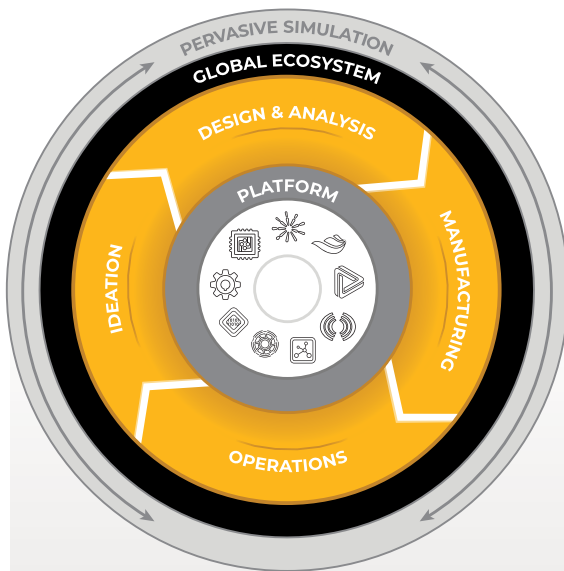 PERVASIVE SIMULATION
GLOBAL ECOSYSTEM
DESIGN & ANALYSIS
PLATFORM
IDEATION
MANUFACTURING
OPERATIONS